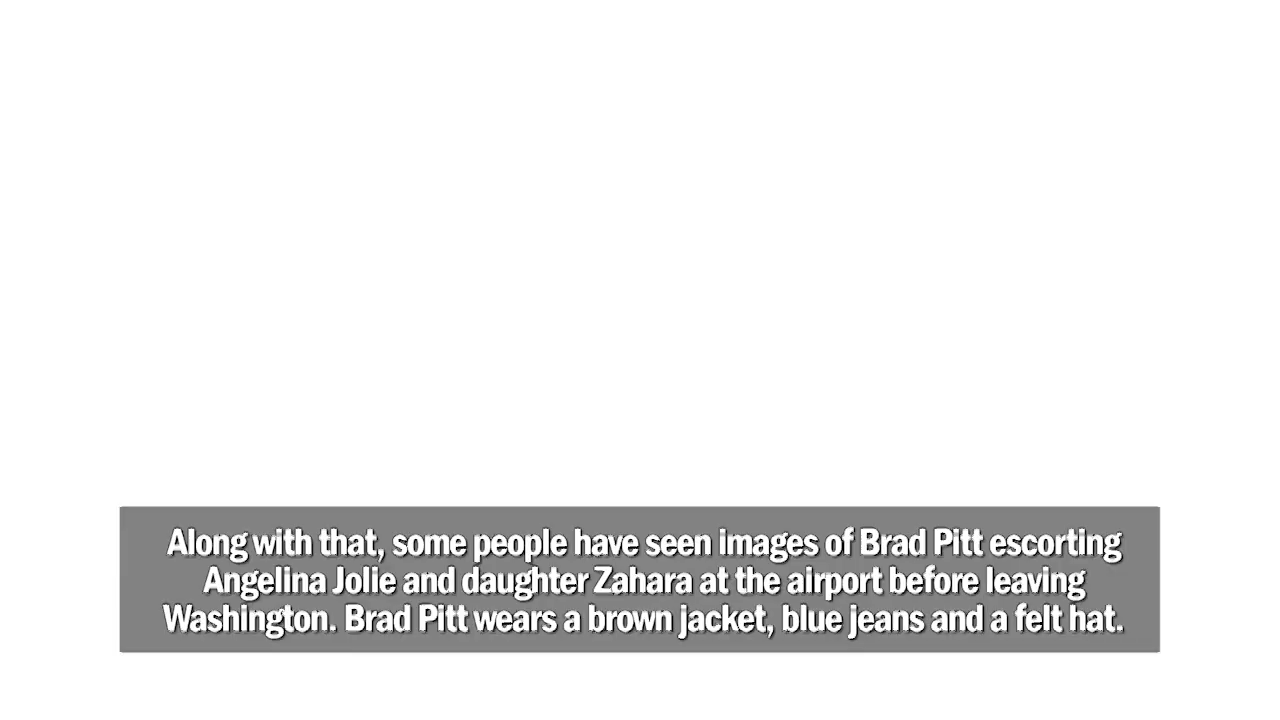 Along with that, some people have seen images of Brad Pitt escorting
Angelina Jolie and daughter Zahara at the airport before leaving
Washington. Brad Pitt wears a brown jacket, blue jeans and a felt hat.